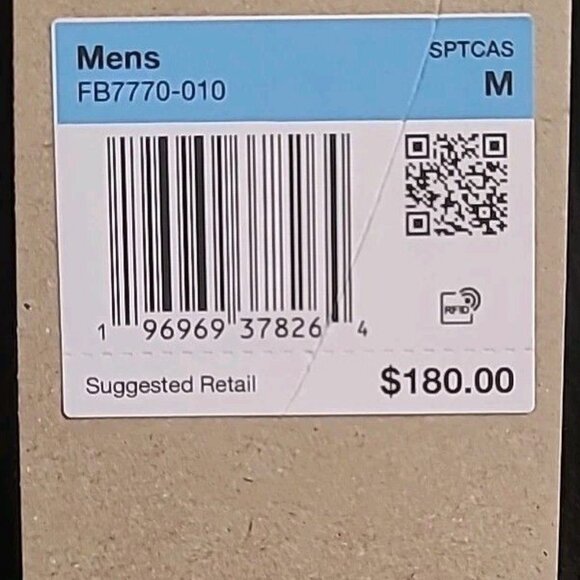 Mens
SPTCAS
FB7770-010
M
RFID
1 96969 37826 4
Suggested Retail
$180.00